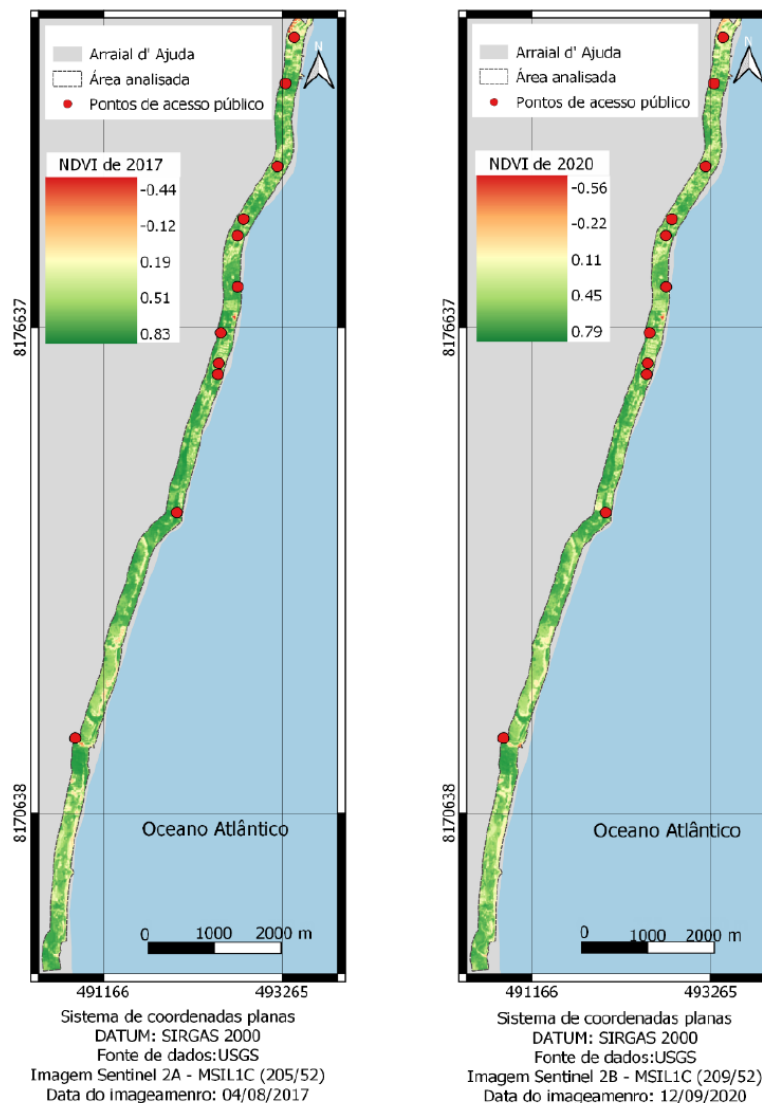 Arraial d' Ajuda
Área analisada
Pontos de acesso público
N
NDVI de 2017
-0.44
-0.12
0.19
0.51
0.83
8176637
8170638
Oceano Atlântico
0 1000 2000 m
491166 493265
Sistema de coordenadas planas
DATUM: SIRGAS 2000
Fonte de dados:USGS
Imagem Sentinel 2A - MSIL1C (205/52)
Data do imageamenro: 04/08/2017
Arraial d' Ajuda
Área analisada
Pontos de acesso público
N
NDVI de 2020
-0.56
-0.22
0.11
0.45
0.79
8176637
8170638
Oceano Atlântico
0 1000 2000 m
491166 493265
Sistema de coordenadas planas
DATUM: SIRGAS 2000
Fonte de dados:USGS
Imagem Sentinel 2B - MSIL1C (209/52)
Data do imageamenro: 12/09/2020